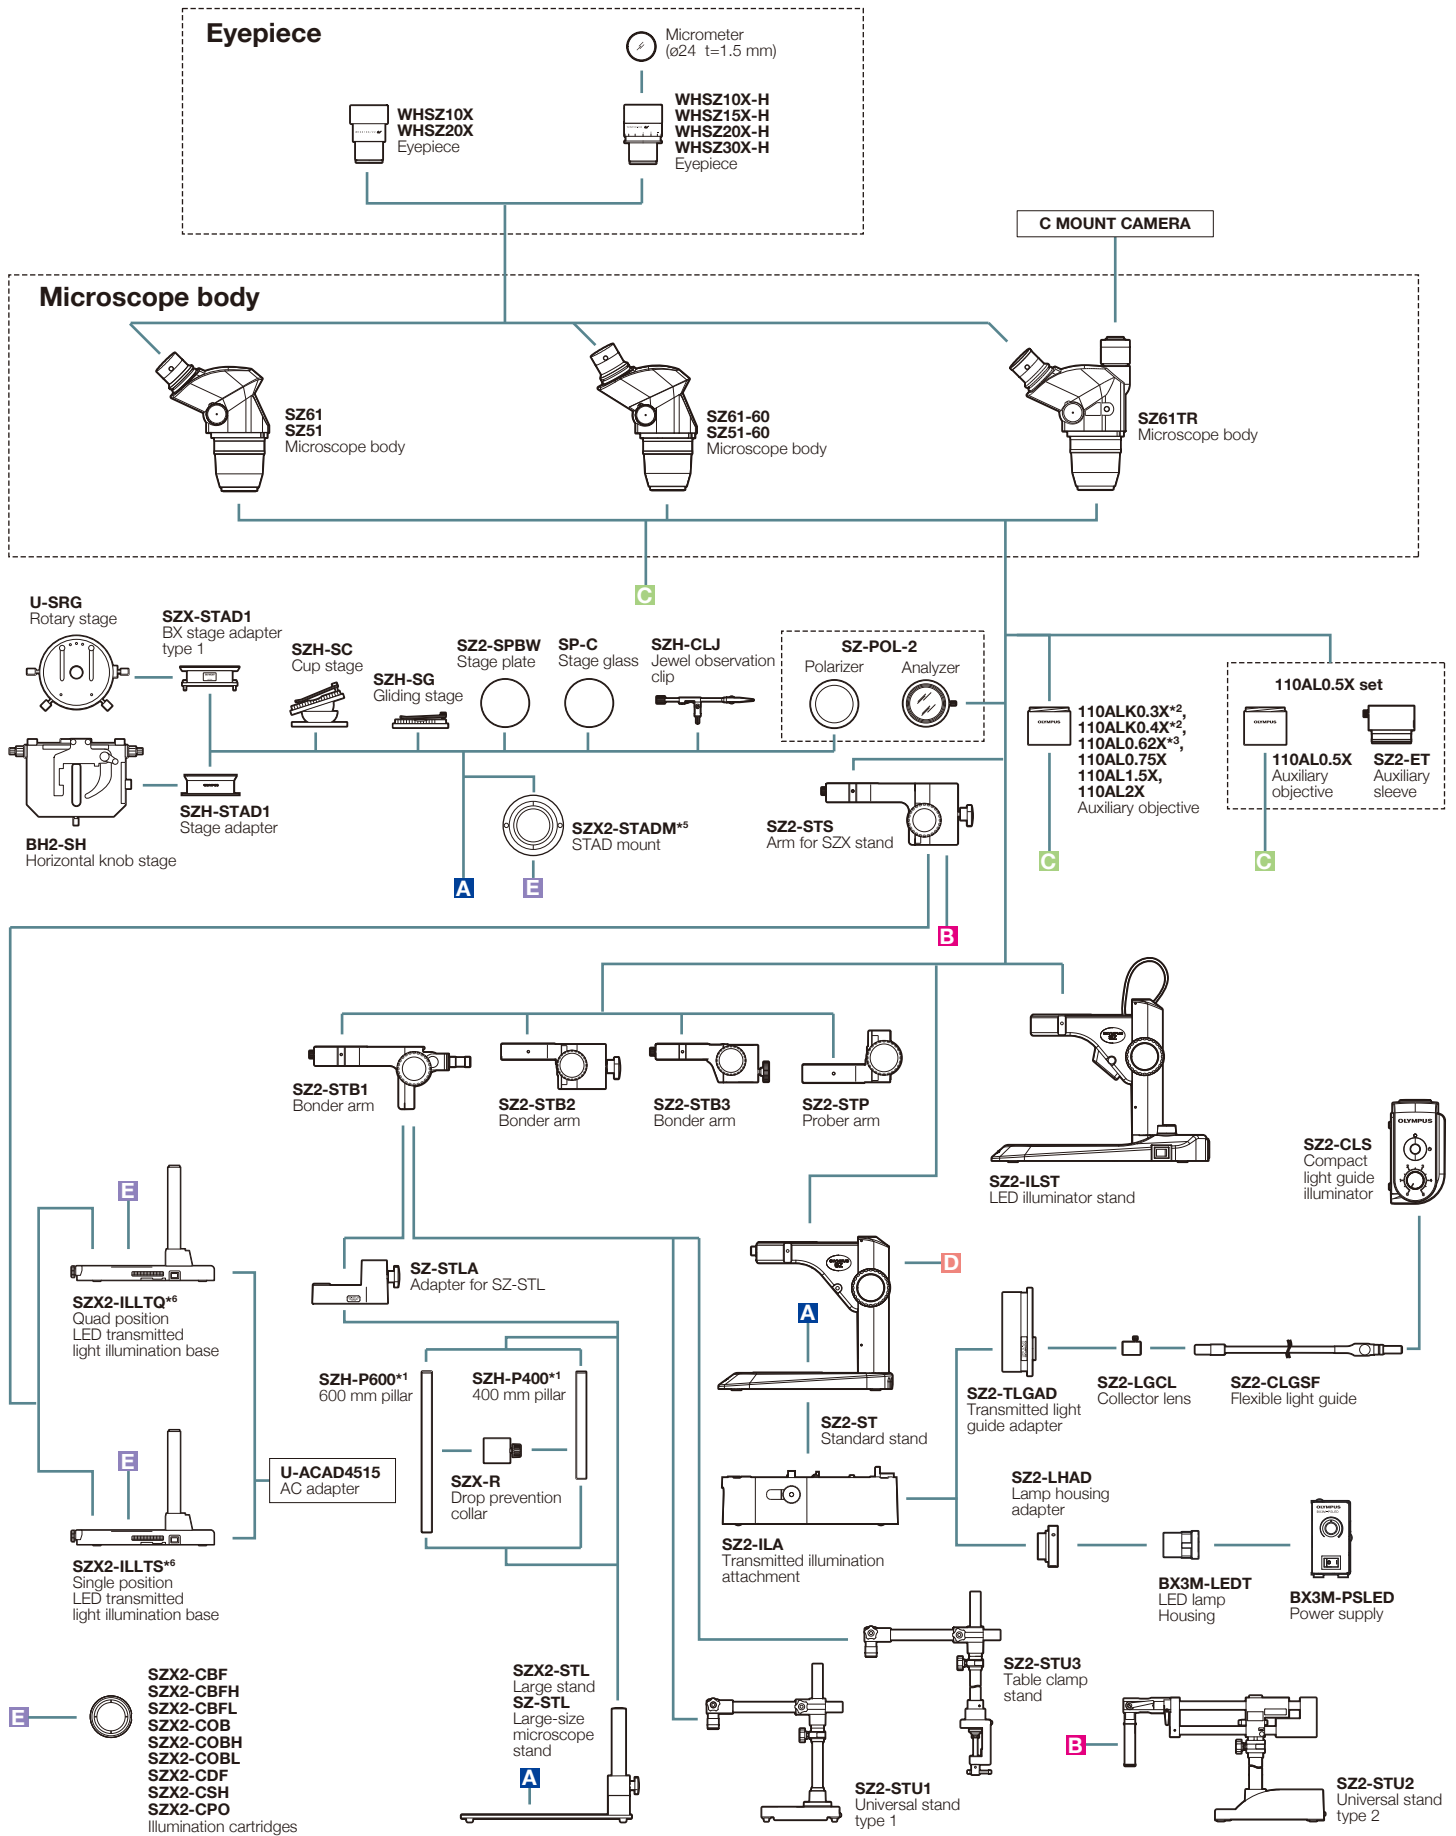 Eyepiece
Micrometer
(ø24  t=1.5 mm)
WHSZ10X
WHSZ20X
Eyepiece
WHSZ10X-H
WHSZ15X-H
WHSZ20X-H
WHSZ30X-H
Eyepiece
C MOUNT CAMERA
Microscope body
SZ61
SZ51
Microscope body
SZ61-60
SZ51-60
Microscope body
SZ61TR
Microscope body
C
U-SRG
Rotary stage
SZX-STAD1
BX stage adapter
type 1
SZH-SC
Cup stage
SZH-SG
Gliding stage
SZ2-SPBW
Stage plate
SP-C
Stage glass
SZH-CLJ
Jewel observation
clip
SZ-POL-2
Polarizer
Analyzer
OLYMPUS
110ALK0.3X*2,
110ALK0.4X*2,
110AL0.62X*3,
110AL0.75X
110AL1.5X,
110AL2X
Auxiliary objective
110AL0.5X set
OLYMPUS
110AL0.5X
Auxiliary
objective
SZ2-ET
Auxiliary
sleeve
BH2-SH
Horizontal knob stage
OLYMPUS
SZH-STAD1
Stage adapter
SZX2-STADM*5
STAD mount
SZ2-STS
Arm for SZX stand
A
E
B
C
C
SZ2-STB1
Bonder arm
SZ2-STB2
Bonder arm
SZ2-STB3
Bonder arm
SZ2-STP
Prober arm
SZ2-ILST
LED illuminator stand
OLYMPUS
SZ2-CLS
Compact
light guide
illuminator
E
SZX2-ILLTQ*6
Quad position
LED transmitted
light illumination base
SZ-STLA
Adapter for SZ-STL
D
A
SZH-P600*1
600 mm pillar
SZH-P400*1
400 mm pillar
SZX-R
Drop prevention
collar
SZ2-ST
Standard stand
SZ2-TLGAD
Transmitted light
guide adapter
SZ2-LGCL
Collector lens
SZ2-CLGSF
Flexible light guide
E
U-ACAD4515
AC adapter
SZX2-ILLTS*6
Single position
LED transmitted
light illumination base
SZ2-ILA
Transmitted illumination
attachment
SZ2-LHAD
Lamp housing
adapter
BX3M-LEDT
LED lamp
Housing
OLYMPUS
BX3M-PSLED
Power supply
E
SZX2-CBF
SZX2-CBFH
SZX2-CBFL
SZX2-COB
SZX2-COBH
SZX2-COBL
SZX2-CDF
SZX2-CSH
SZX2-CPO
Illumination cartridges
SZX2-STL
Large stand
SZ-STL
Large-size
microscope
stand
A
SZ2-STU3
Table clamp
stand
SZ2-STU1
Universal stand
type 1
B
SZ2-STU2
Universal stand
type 2